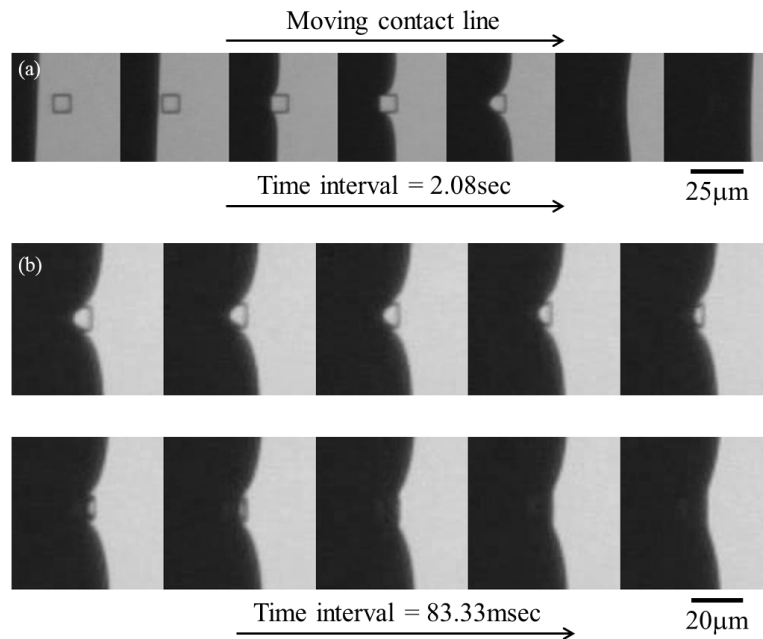 Moving contact line
(a)
Time interval = 2.08sec
25μm
(b)
Time interval = 83.33msec
20μm